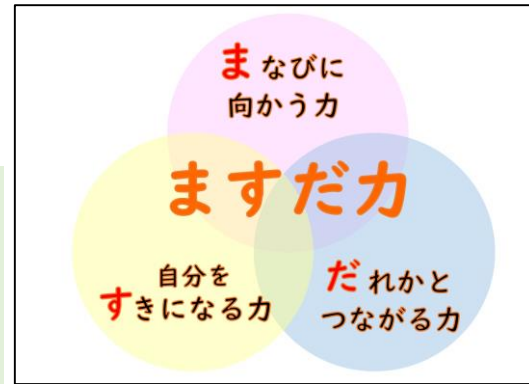 まなびに
向かう力
ますだ力
自分を
すきになる力
だれかと
つながる力